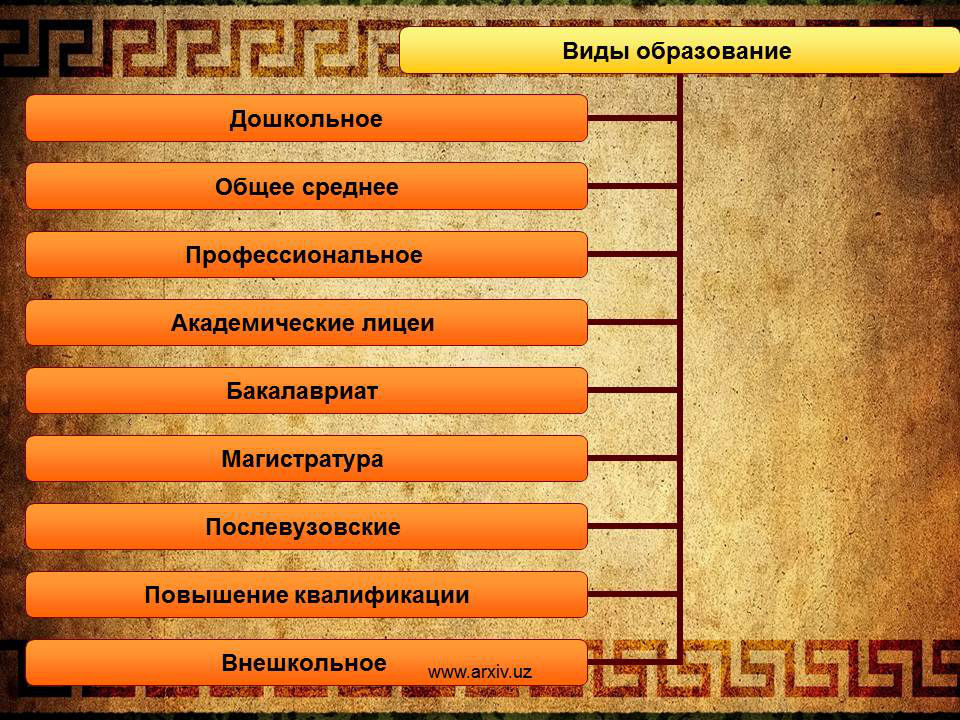 Виды образование
Дошкольное
Общее среднее
Профессиональное
Академические лицеи
Бакалавриат
Магистратура
Послевузовские
Повышение квалификации
Внешкольное
www.arxiv.uz